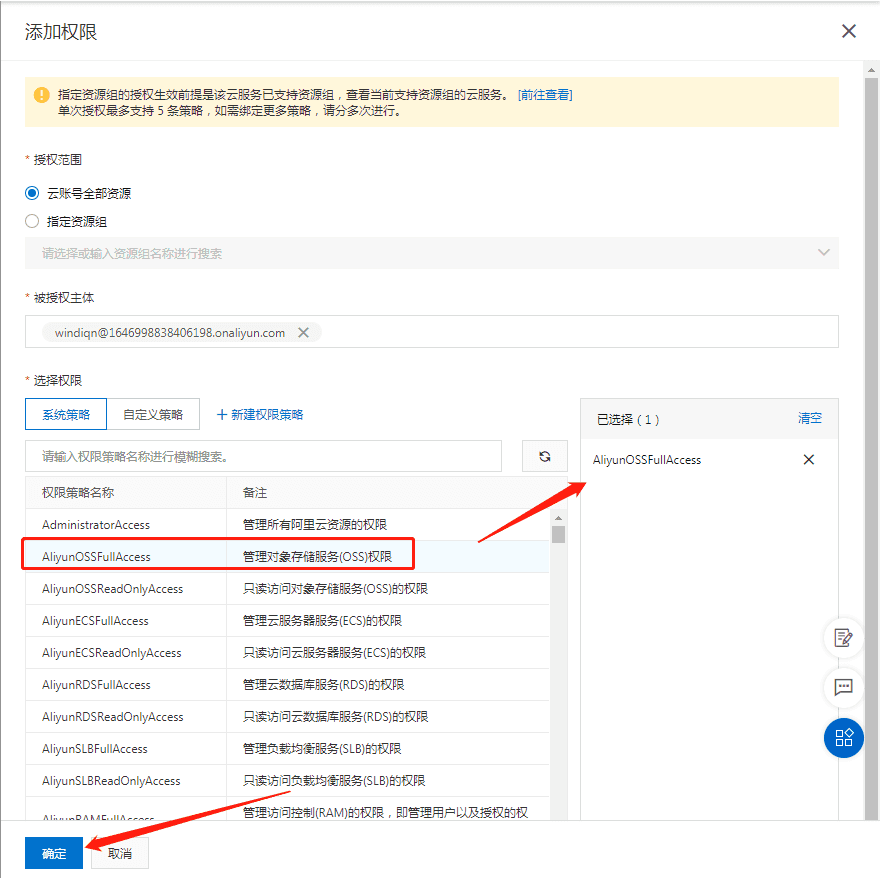 添加权限
指定资源组的授权生效前提是该云服务已支持资源组，查看当前支持资源组的云服务。 [前往查看]
单次授权最多支持 5 条策略，如需绑定更多策略，请分多次进行。
* 授权范围
云账号全部资源
指定资源组
请选择或输入资源组名称进行搜索
* 被授权主体
windiqn@1646998838406198.onaliyun.com
* 选择权限
系统策略 自定义策略 + 新建权限策略
已选择 ( 1 ) 清空
请输入权限策略名称进行模糊搜索。
AliyunOSSFullAccess
权限策略名称 备注
AdministratorAccess 管理所有阿里云资源的权限
AliyunOSSFullAccess 管理对象存储服务(OSS)权限
AliyunOSSReadOnlyAccess 只读访问对象存储服务(OSS)的权限
AliyunECSFullAccess 管理云服务器服务(ECS)的权限
AliyunECSReadOnlyAccess 只读访问云服务器服务(ECS)的权限
AliyunRDSFullAccess 管理云数据库服务(RDS)的权限
AliyunRDSReadOnlyAccess 只读访问云数据库服务(RDS)的权限
AliyunSLBFullAccess 管理负载均衡服务(SLB)的权限
AliyunSLBReadOnlyAccess 只读访问负载均衡服务(SLB)的权限
AliyunRAMFullAccess 管理访问控制(RAM)的权限，即管理用户以及授权的权
确定 取消